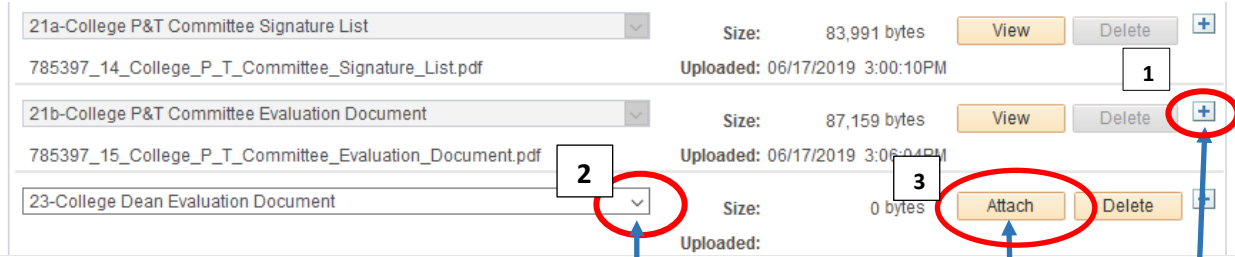 21a-College P&T Committee Signature List Size: 83,991 bytes View Delete +
785397_14_College_P_T_Committee_Signature_List.pdf Uploaded: 06/17/2019 3:00:10PM
1
21b-College P&T Committee Evaluation Document Size: 87,159 bytes View Delete +
785397_15_College_P_T_Committee_Evaluation_Document.pdf Uploaded: 06/17/2019 3:06:04PM
2
3
23-College Dean Evaluation Document Size: 0 bytes Attach Delete +
Uploaded: